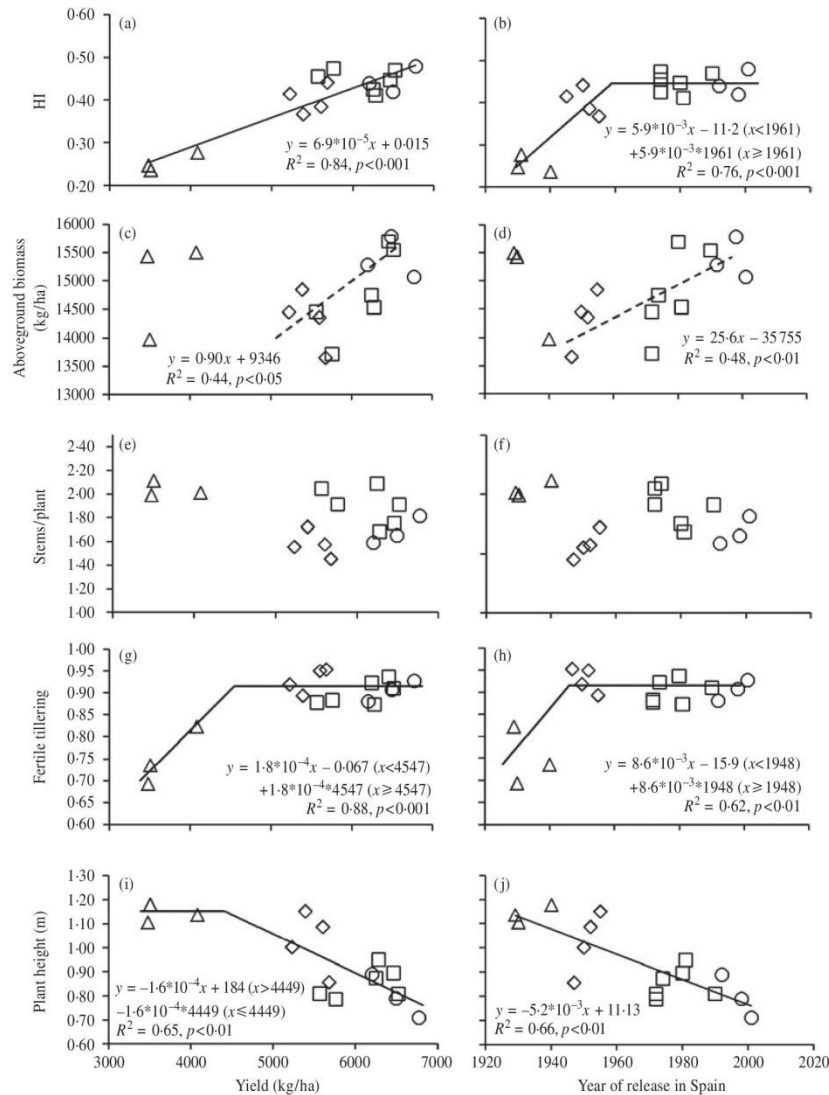 (a)
(b)
0·60
0·50
0·40
0·30
0·20
HI
y = 6·9*10⁻⁵x + 0·015
R² = 0·84, p<0·001
y = 5·9*10⁻³x – 11·2 (x<1961)
+5·9*10⁻³*1961 (x⩾1961)
R² = 0·76, p<0·001
(c)
(d)
16000
15500
15000
14500
14000
13500
13000
Aboveground biomass
(kg/ha)
y = 0·90x + 9346
R² = 0·44, p<0·05
y = 25·6x – 35 755
R² = 0·48, p<0·01
(e)
(f)
2·40
2·20
2·00
1·80
1·60
1·40
1·20
1·00
Stems/plant
(g)
(h)
1·00
0·95
0·90
0·85
0·80
0·75
0·70
0·65
0·60
Fertile tillering
y = 1·8*10⁻⁴x – 0·067 (x<4547)
+1·8*10⁻⁴*4547 (x⩾4547)
R² = 0·88, p<0·001
y = 8·6*10⁻³x – 15·9 (x<1948)
+8·6*10⁻³*1948 (x⩾1948)
R² = 0·62, p<0·01
(i)
(j)
1·30
1·20
1·10
1·00
0·90
0·80
0·70
0·60
Plant height (m)
y = –1·6*10⁻⁴x + 184 (x>4449)
–1·6*10⁻⁴*4449 (x⩽4449)
R² = 0·65, p<0·01
y = –5·2*10⁻³x + 11·13
R² = 0·66, p<0·01
3000 4000 5000 6000 7000
1920 1940 1960 1980 2000 2020
Yield (kg/ha)
Year of release in Spain